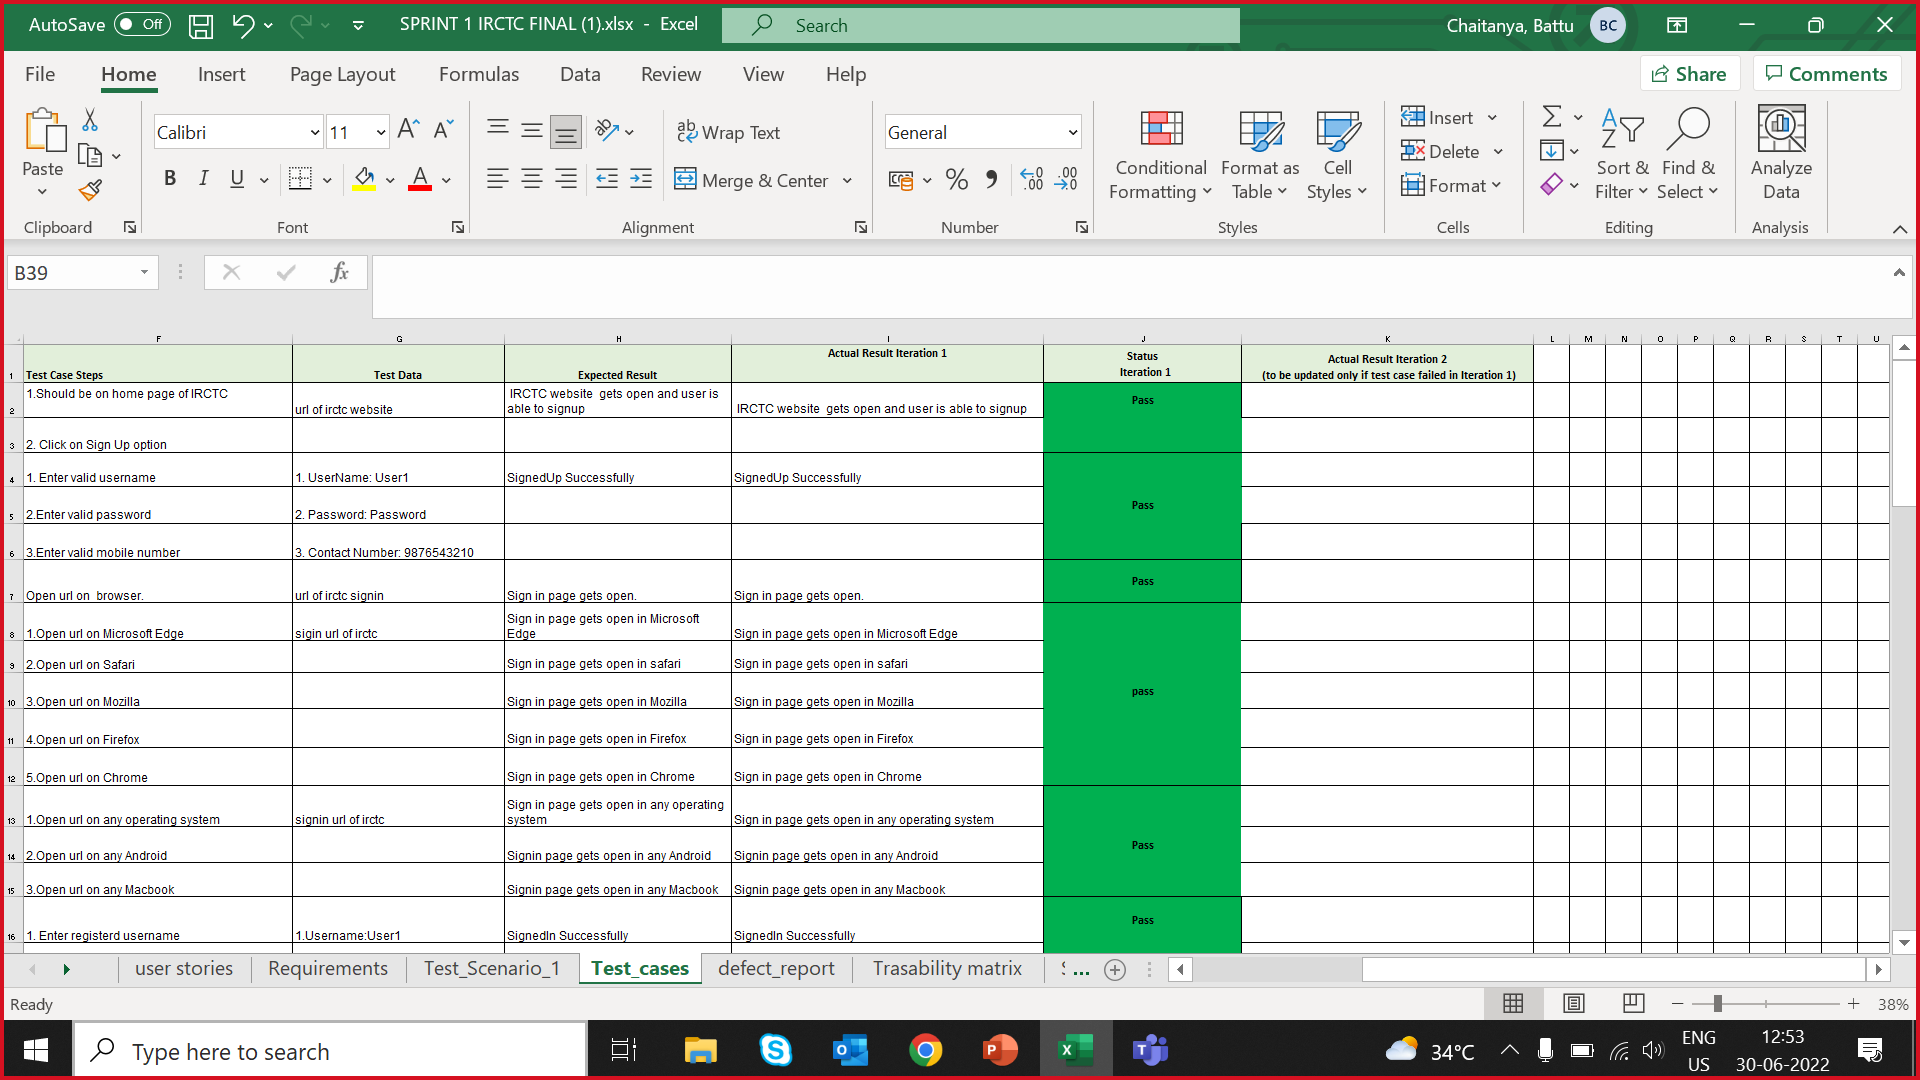 AutoSave Off SPRINT 1 IRCTC FINAL (1).xlsx - Excel Search Chaitanya, Battu BC
File Home Insert Page Layout Formulas Data Review View Help Share Comments
Calibri 11 Wrap Text General Insert
Paste Conditional Formatting Format as Table Cell Styles Delete Sort & Filter Find & Select Analyze Data
B I U A Merge & Center % Format
Clipboard Font Alignment Number Styles Cells Editing Analysis
B39 fx
F G H I J K L M N O P Q R S T U
1 Test Case Steps Test Data Expected Result Actual Result Iteration 1 Status Iteration 1 Actual Result Iteration 2 (to be updated only if test case failed in Iteration 1)
2 1.Should be on home page of IRCTC url of irctc website IRCTC website gets open and user is able to signup IRCTC website gets open and user is able to signup Pass
3 2. Click on Sign Up option
4 1. Enter valid username 1. UserName: User1 SignedUp Successfully SignedUp Successfully
5 2.Enter valid password 2. Password: Password Pass
6 3.Enter valid mobile number 3. Contact Number: 9876543210
7 Open url on browser. url of irctc signin Sign in page gets open. Sign in page gets open. Pass
8 1.Open url on Microsoft Edge sigin url of irctc Sign in page gets open in Microsoft Edge Sign in page gets open in Microsoft Edge
9 2.Open url on Safari Sign in page gets open in safari Sign in page gets open in safari
10 3.Open url on Mozilla Sign in page gets open in Mozilla Sign in page gets open in Mozilla pass
11 4.Open url on Firefox Sign in page gets open in Firefox Sign in page gets open in Firefox
12 5.Open url on Chrome Sign in page gets open in Chrome Sign in page gets open in Chrome
13 1.Open url on any operating system signin url of irctc Sign in page gets open in any operating system Sign in page gets open in any operating system
14 2.Open url on any Android Signin page gets open in any Android Signin page gets open in any Android Pass
15 3.Open url on any Macbook Signin page gets open in any Macbook Signin page gets open in any Macbook
16 1. Enter registerd username 1.Username:User1 SignedIn Successfully SignedIn Successfully Pass
user stories Requirements Test_Scenario_1 Test_cases defect_report Trasability matrix ...
Ready 38%
Type here to search 34°C ENG US 12:53 30-06-2022